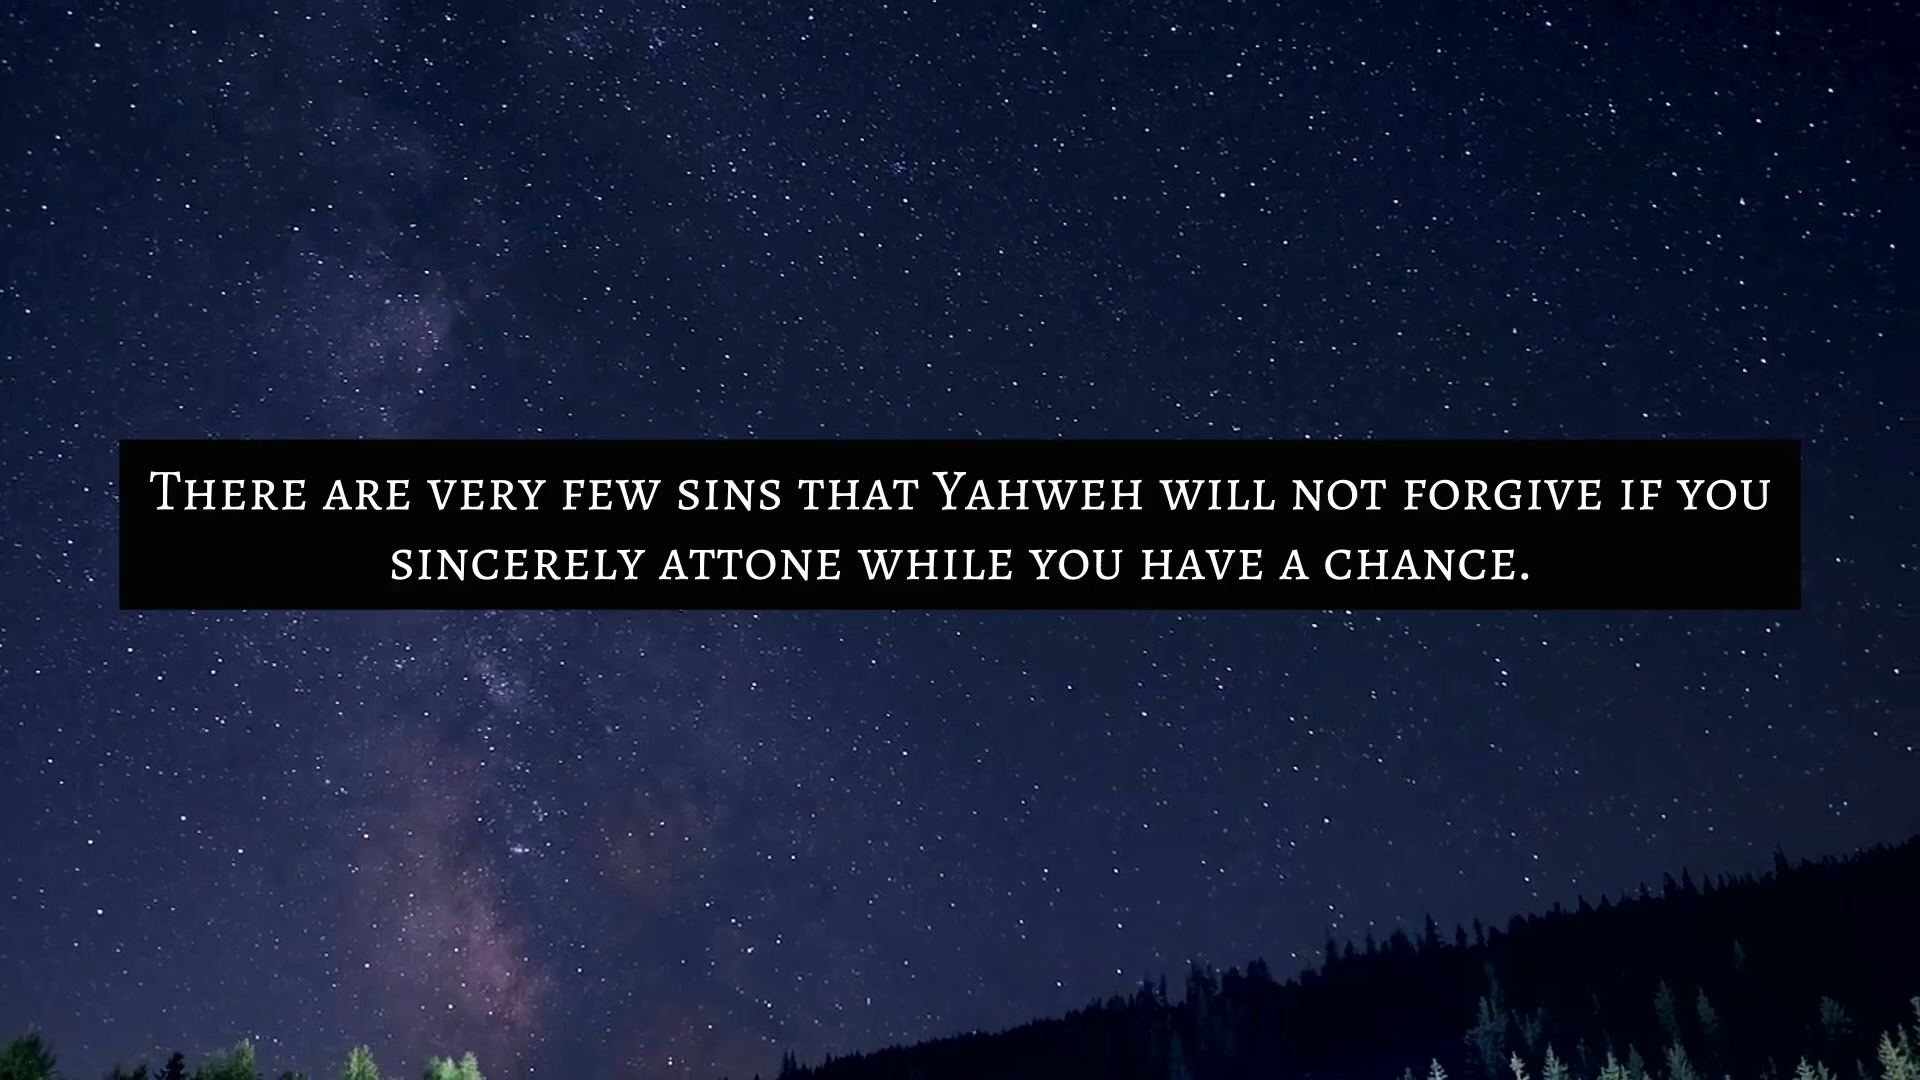 There are very few sins that Yahweh will not forgive if you
sincerely attone while you have a chance.